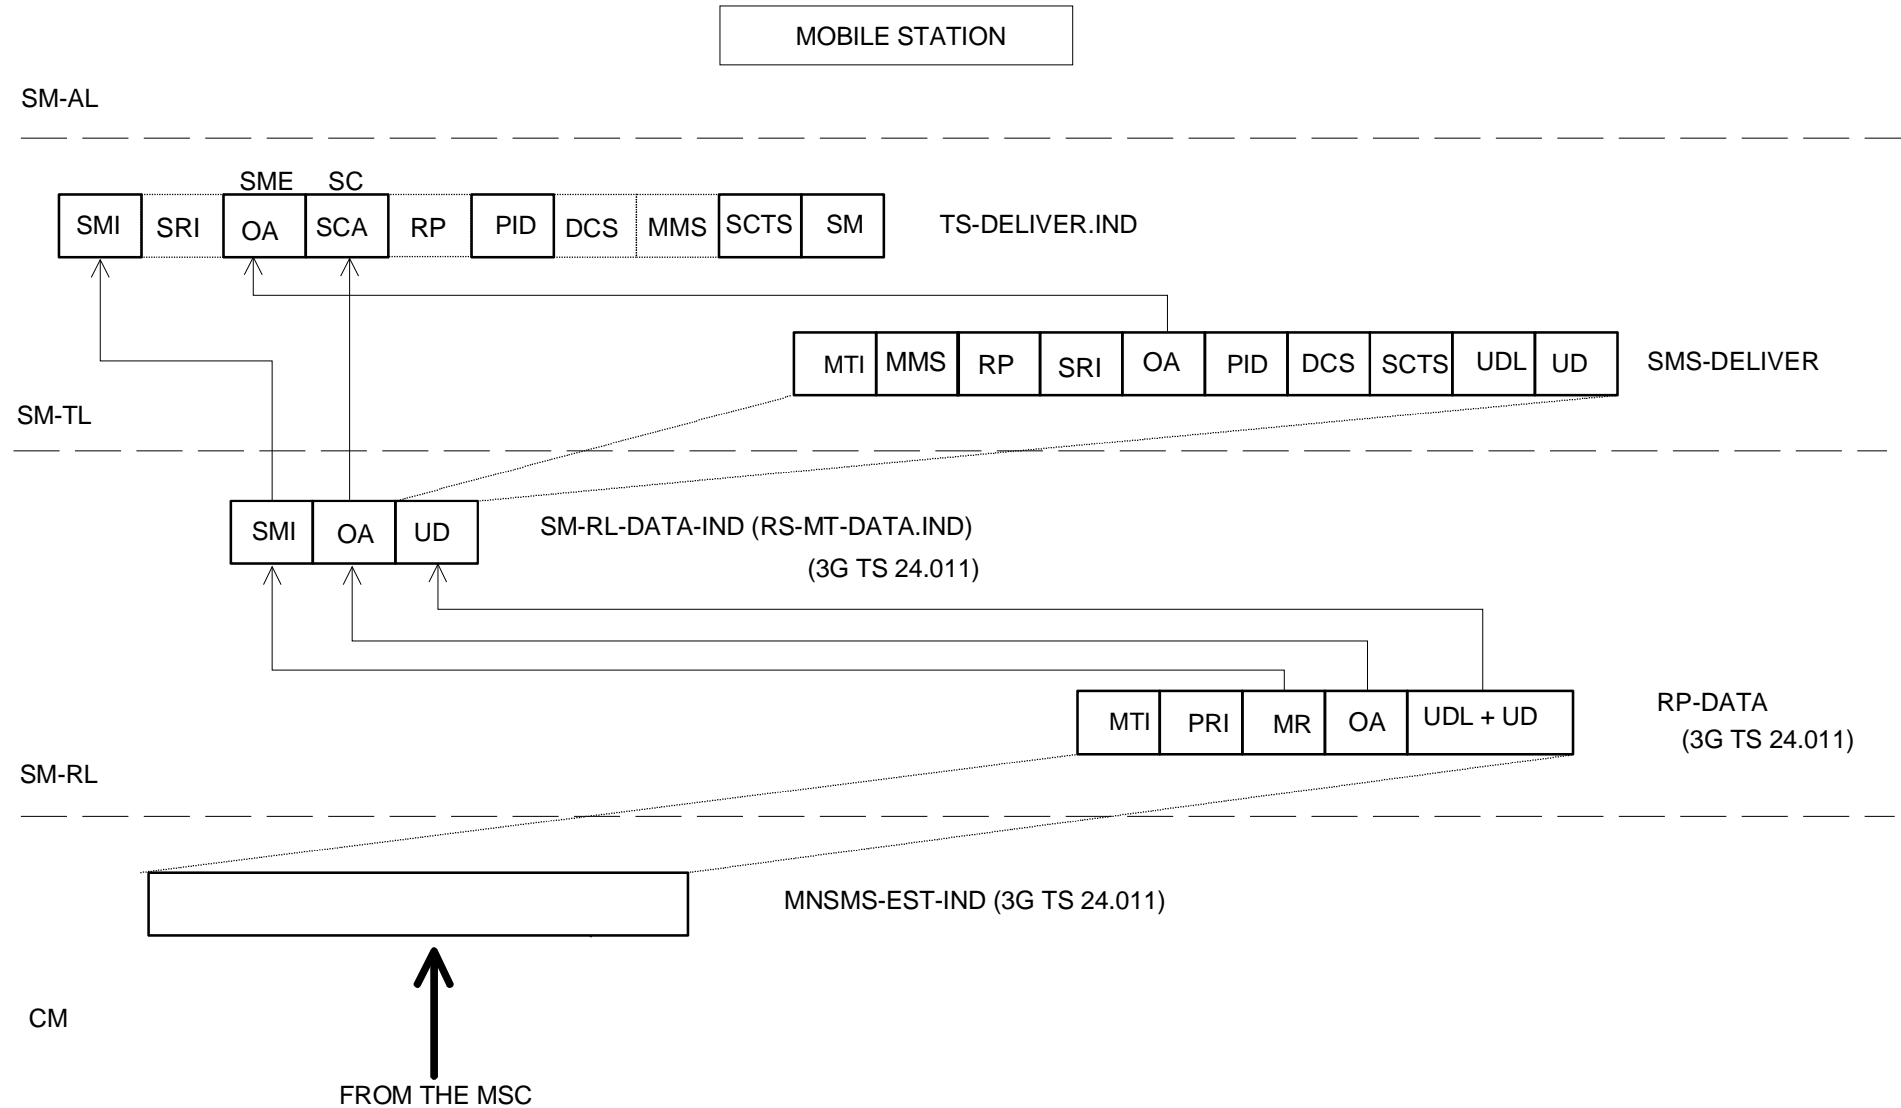 MOBILE STATION
SM-AL
SME SC
SMI SRI OA SCA RP PID DCS MMS SCTS SM TS-DELIVER.IND
MTI MMS RP SRI OA PID DCS SCTS UDL UD SMS-DELIVER
SM-TL
SMI OA UD SM-RL-DATA-IND (RS-MT-DATA.IND)
(3G TS 24.011)
MTI PRI MR OA UDL + UD RP-DATA
(3G TS 24.011)
SM-RL
MNSMS-EST-IND (3G TS 24.011)
CM
FROM THE MSC